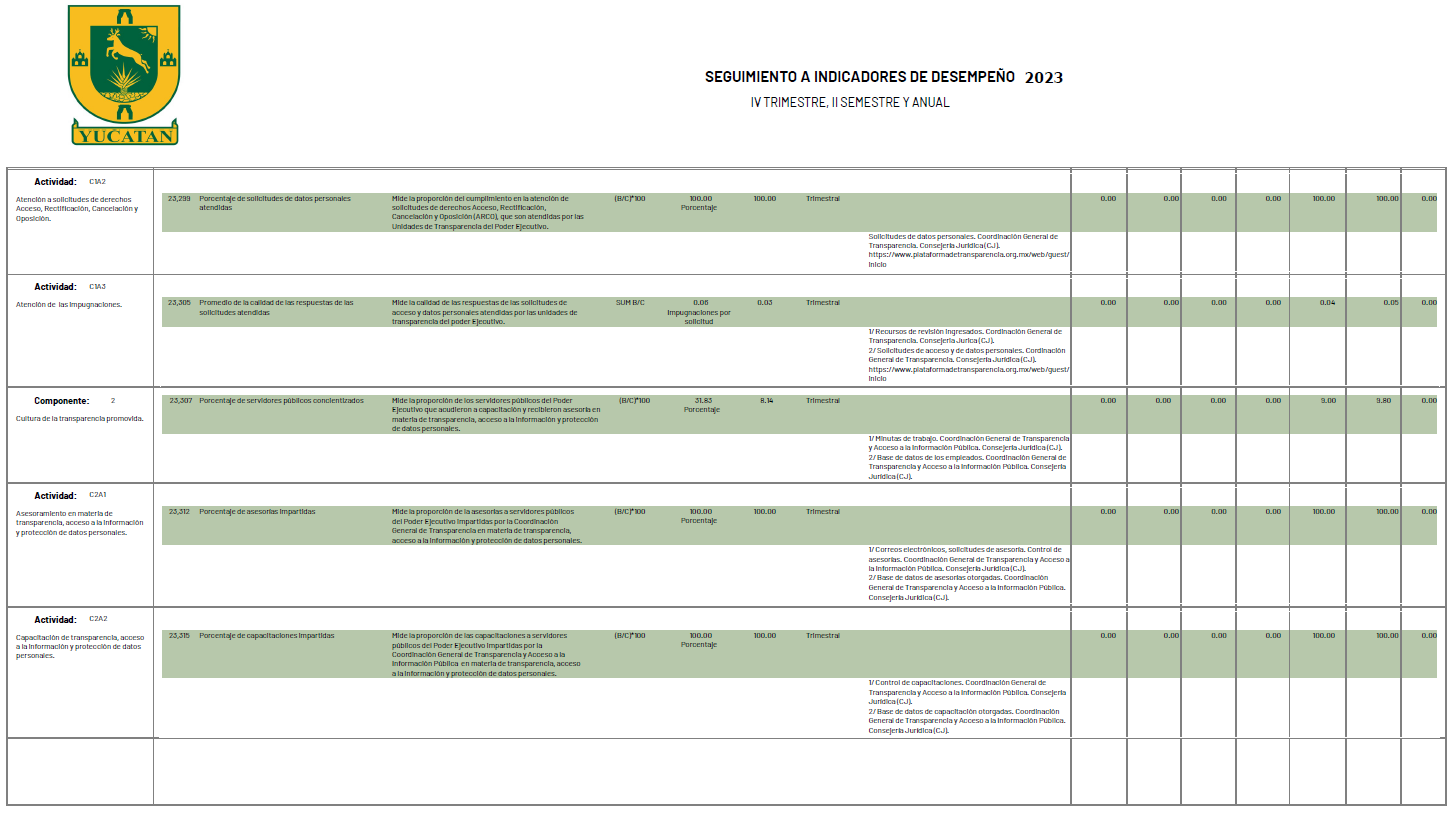 YUCATAN
SEGUIMIENTO A INDICADORES DE DESEMPEÑO 2023
IV TRIMESTRE, II SEMESTRE Y ANUAL
Actividad: C1A2
Atención a solicitudes de derechos
Acceso, Rectificación, Cancelación y
Oposición.
23,299 Porcentaje de solicitudes de datos personales
atendidas
Mide la proporción del cumplimiento en la atención de
solicitudes de derechos Acceso, Rectificación,
Cancelación y Oposición (ARCO), que son atendidas por las
Unidades de Transparencia del Poder Ejecutivo.
(B/C)*100
100.00
Porcentaje
100.00
Trimestral
0.00 0.00 0.00 0.00 100.00 100.00 0.00
Solicitudes de datos personales. Coordinación General de
Transparencia. Consejería Jurídica (CJ).
https://www.plataformadetransparencia.org.mx/web/guest/
inicio
Actividad: C1A3
Atención de las impugnaciones.
23,305 Promedio de la calidad de las respuestas de las
solicitudes atendidas
Mide la calidad de las respuestas de las solicitudes de
acceso y datos personales atendidas por las unidades de
transparencia del poder Ejecutivo.
SUM B/C
0.06
Impugnaciones por
solicitud
0.03
Trimestral
0.00 0.00 0.00 0.00 0.04 0.05 0.00
1/ Recursos de revisión ingresados. Cordinación General de
Transparencia. Consejería Juríca (CJ).
2/ Solicitudes de acceso y de datos personales. Cordinación
General de Transparencia. Consejería Jurídica (CJ).
https://www.plataformadetransparencia.org.mx/web/guest/
inicio
Componente: 2
Cultura de la transparencia promovida.
23,307 Porcentaje de servidores públicos concientizados
Mide la proporción de los servidores públicos del Poder
Ejecutivo que acudieron a capacitación y recibieron asesoría en
materia de transparencia, acceso a la información y protección
de datos personales.
(B/C)*100
31.83
Porcentaje
8.14
Trimestral
0.00 0.00 0.00 0.00 9.00 9.80 0.00
1/ Minutas de trabajo. Coordinación General de Transparencia
y Acceso a la Información Pública. Consejería Jurídica (CJ).
2/ Base de datos de los empleados. Coordinación General de
Transparencia y Acceso a la Información Pública. Consejería
Jurídica (CJ).
Actividad: C2A1
Asesoramiento en materia de
transparencia, acceso a la información
y protección de datos personales.
23,312 Porcentaje de asesorías impartidas
Mide la proporción de la asesorías a servidores públicos
del Poder Ejecutivo impartidas por la Coordinación
General de Transparencia en materia de transparencia,
acceso a la información y protección de datos personales.
(B/C)*100
100.00
Porcentaje
100.00
Trimestral
0.00 0.00 0.00 0.00 100.00 100.00 0.00
1/ Correos electrónicos, solicitudes de asesoría. Control de
asesorías. Coordinación General de Transparencia y Acceso a
la Información Pública. Consejería Jurídica (CJ).
2/ Base de datos de asesorías otorgadas. Coordinación
General de Transparencia y Acceso a la Información Pública.
Consejería Jurídica (CJ).
Actividad: C2A2
Capacitación de transparencia, acceso
a la información y protección de datos
personales.
23,315 Porcentaje de capacitaciones impartidas
Mide la proporción de las capacitaciones a servidores
públicos del Poder Ejecutivo impartidas por la
Coordinación General de Transparencia y Acceso a la
Información Pública en materia de transparencia, acceso
a la información y protección de datos personales.
(B/C)*100
100.00
Porcentaje
100.00
Trimestral
0.00 0.00 0.00 0.00 100.00 100.00 0.00
1/ Control de capacitaciones. Coordinación General de
Transparencia y Acceso a la Información Pública. Consejería
Jurídica (CJ).
2/ Base de datos de capacitación otorgadas. Coordinación
General de Transparencia y Acceso a la Información Pública.
Consejería Jurídica (CJ).